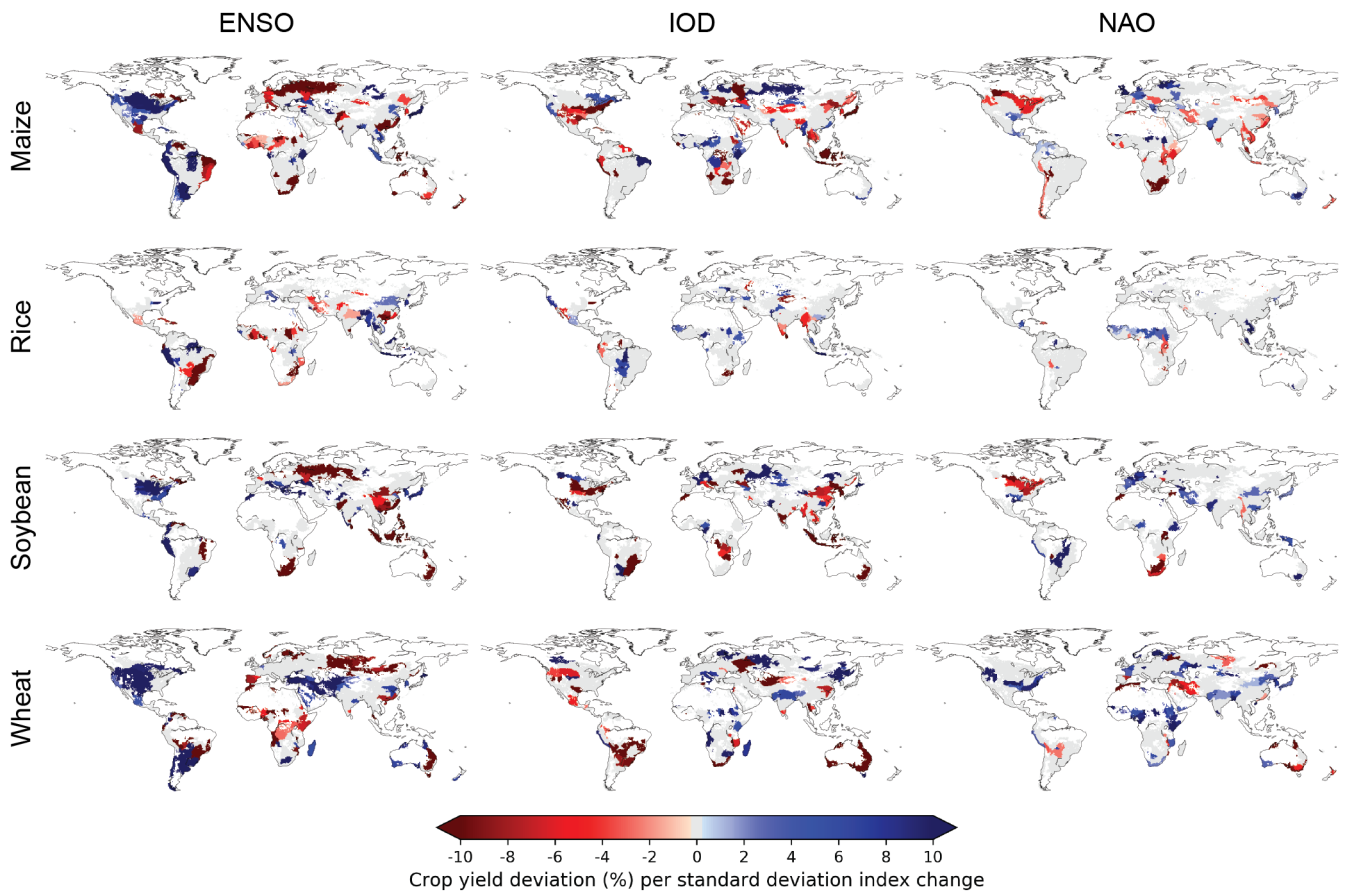 ENSO IOD NAO
Maize
Rice
Soybean
Wheat
-10 -8 -6 -4 -2 0 2 4 6 8 10
Crop yield deviation (%) per standard deviation index change